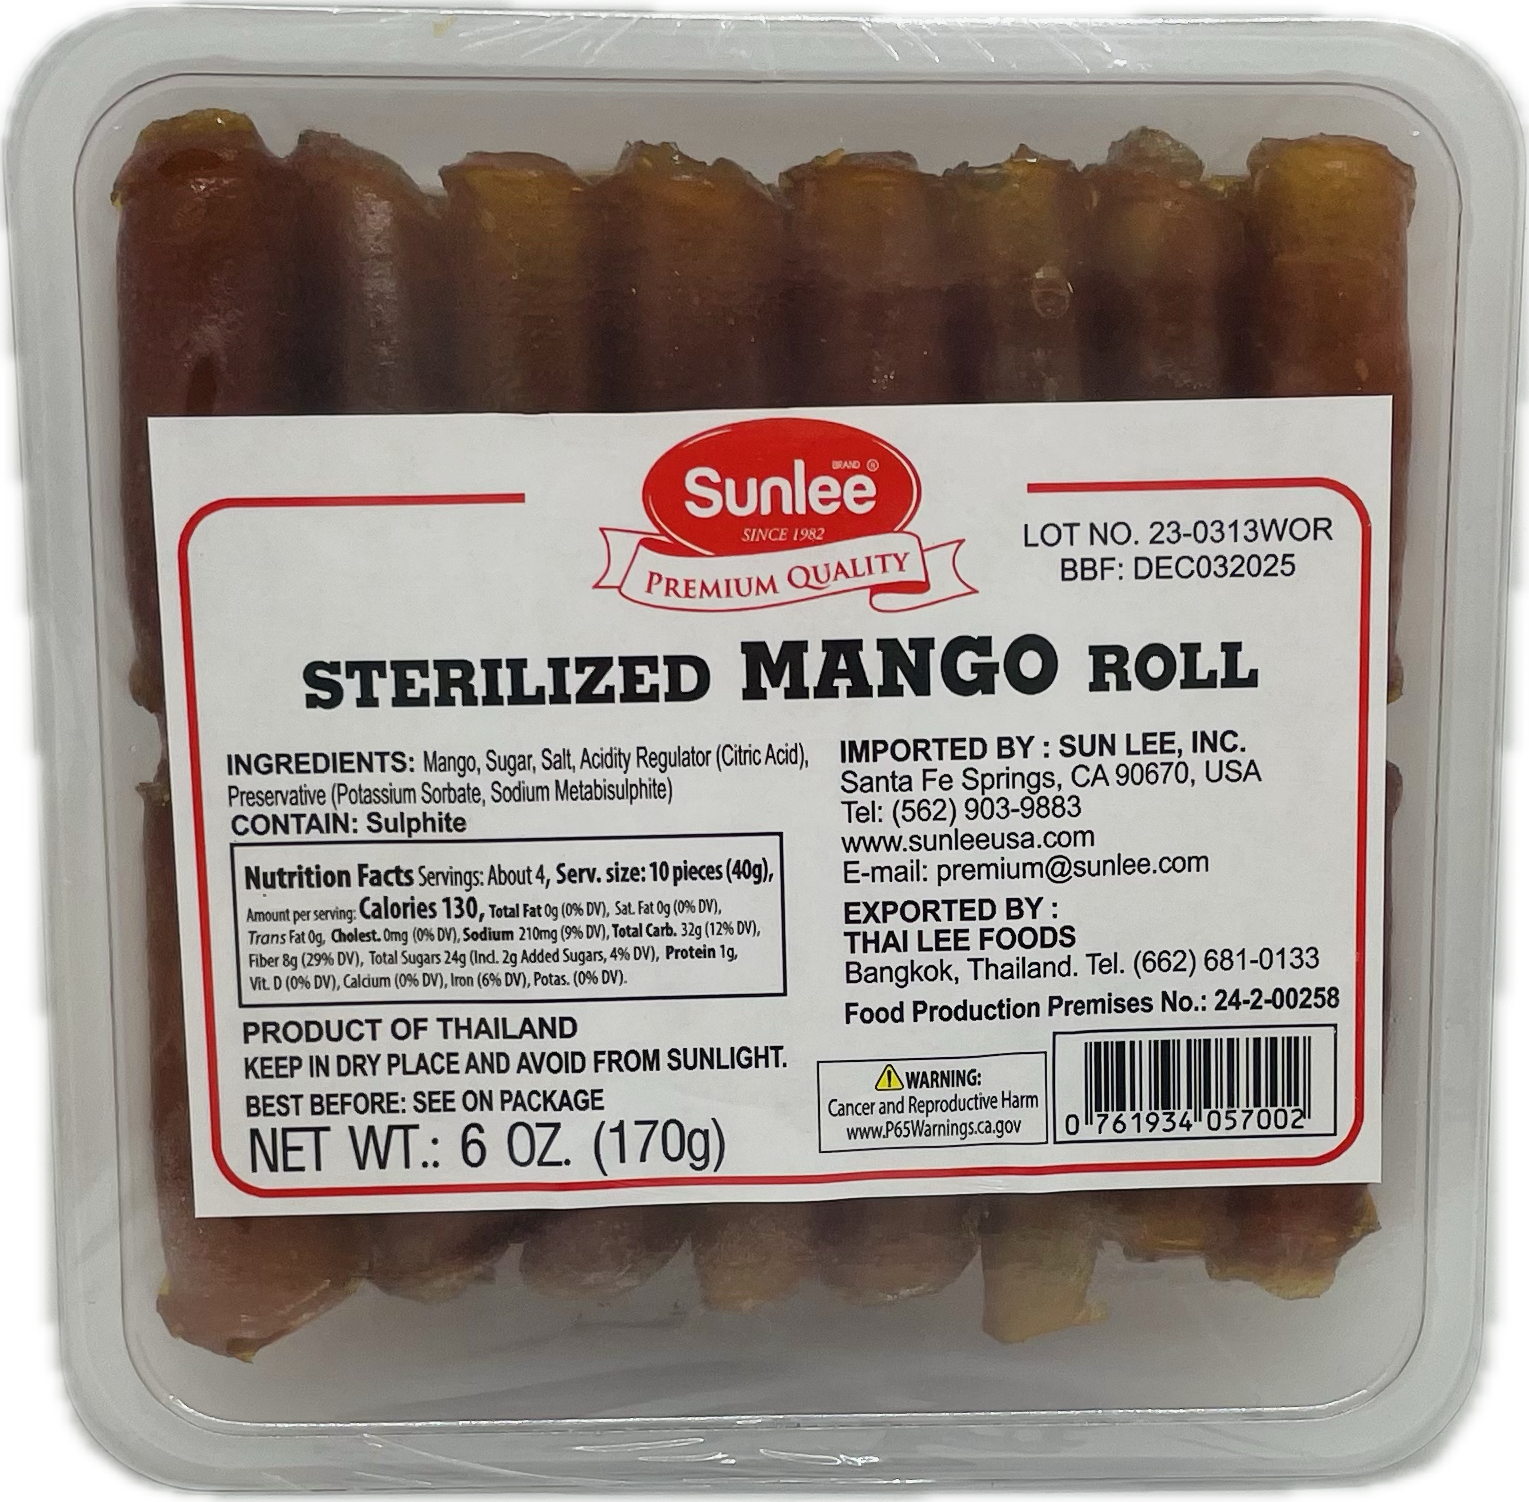 BRAND ®
Sunlee
SINCE 1982
PREMIUM QUALITY
LOT NO. 23-0313WOR
BBF: DEC032025
STERILIZED MANGO ROLL
INGREDIENTS: Mango, Sugar, Salt, Acidity Regulator (Citric Acid),
Preservative (Potassium Sorbate, Sodium Metabisulphite)
CONTAIN: Sulphite
Nutrition Facts Servings: About 4, Serv. size: 10 pieces (40g),
Amount per serving: Calories 130, Total Fat 0g (0% DV), Sat. Fat 0g (0% DV),
Trans Fat 0g, Cholest. 0mg (0% DV), Sodium 210mg (9% DV), Total Carb. 32g (12% DV),
Fiber 8g (29% DV), Total Sugars 24g (Incl. 2g Added Sugars, 4% DV), Protein 1g,
Vit. D (0% DV), Calcium (0% DV), Iron (6% DV), Potas. (0% DV).
PRODUCT OF THAILAND
KEEP IN DRY PLACE AND AVOID FROM SUNLIGHT.
BEST BEFORE: SEE ON PACKAGE
NET WT.: 6 OZ. (170g)
IMPORTED BY : SUN LEE, INC.
Santa Fe Springs, CA 90670, USA
Tel: (562) 903-9883
www.sunleeusa.com
E-mail: premium@sunlee.com
EXPORTED BY :
THAI LEE FOODS
Bangkok, Thailand. Tel. (662) 681-0133
Food Production Premises No.: 24-2-00258
WARNING:
Cancer and Reproductive Harm
www.P65Warnings.ca.gov
0 761934 057002